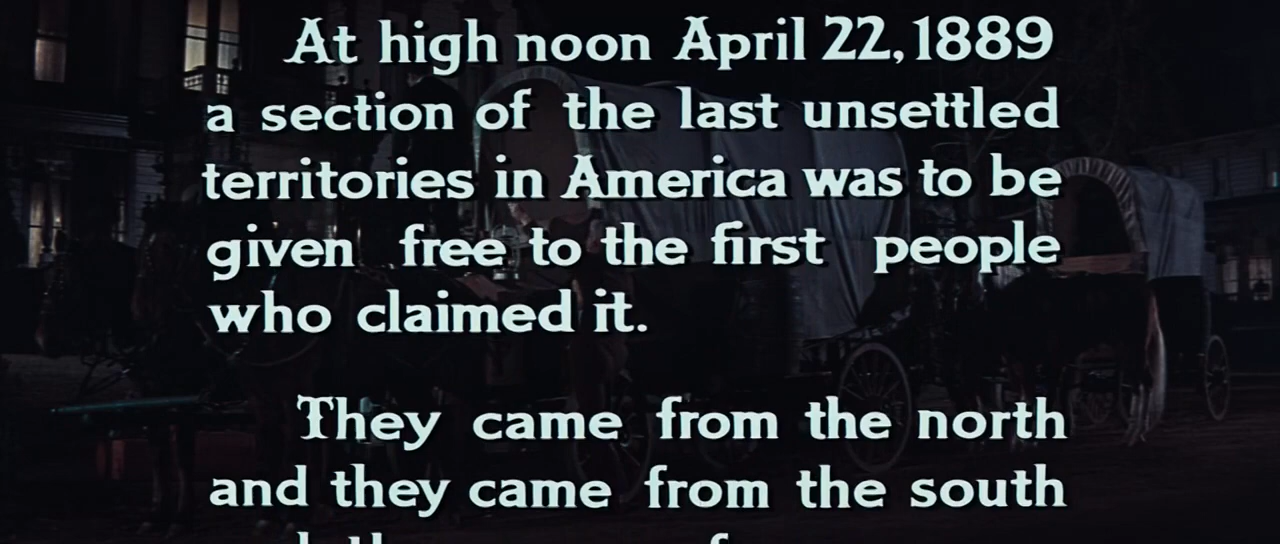 At high noon April 22, 1889
a section of the last unsettled
territories in America was to be
given free to the first people
who claimed it.
They came from the north
and they came from the south